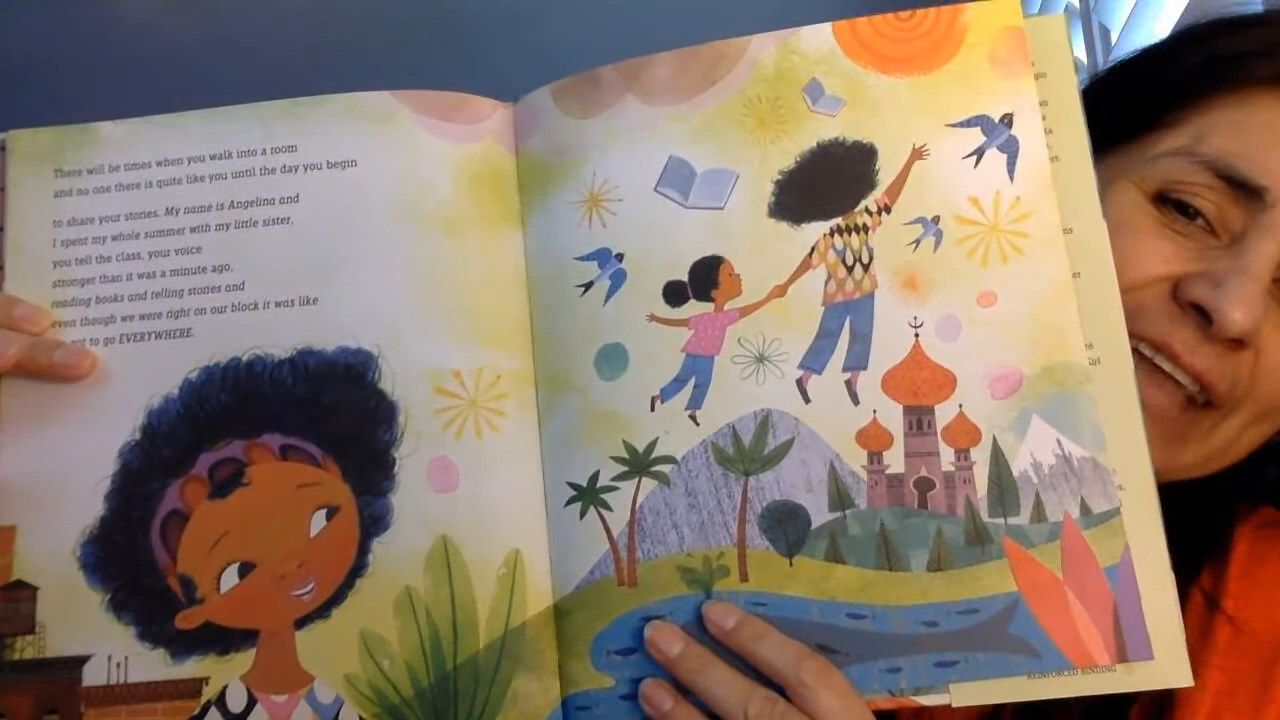 There will be times when you walk into a room
and no one there is quite like you until the day you begin
to share your stories. My name is Angelina and
I spent my whole summer with my little sister,
you tell the class, your voice
stronger than it was a minute ago,
reading books and telling stories and
even though we were right on our block it was like
got to go EVERYWHERE.
REINFORCED BINDING